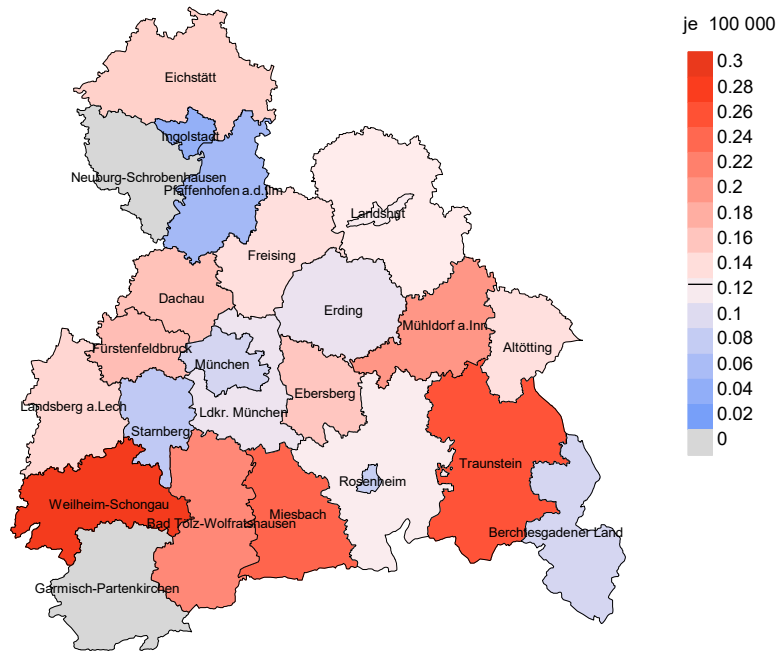 je 100 000
0.3
0.28
0.26
0.24
0.22
0.2
0.18
0.16
0.14
0.12
0.1
0.08
0.06
0.04
0.02
0
Eichstätt
Ingolstadt
Neuburg-Schrobenhausen
Pfaffenhofen a.d.Ilm
Landshut
Freising
Dachau
Erding
Mühldorf a.Inn
Altötting
Fürstenfeldbruck
München
Ebersberg
Landsberg a.Lech
Ldkr. München
Starnberg
Traunstein
Rosenheim
Weilheim-Schongau
Miesbach
Bad Tölz-Wolfratshausen
Berchtesgadener Land
Garmisch-Partenkirchen